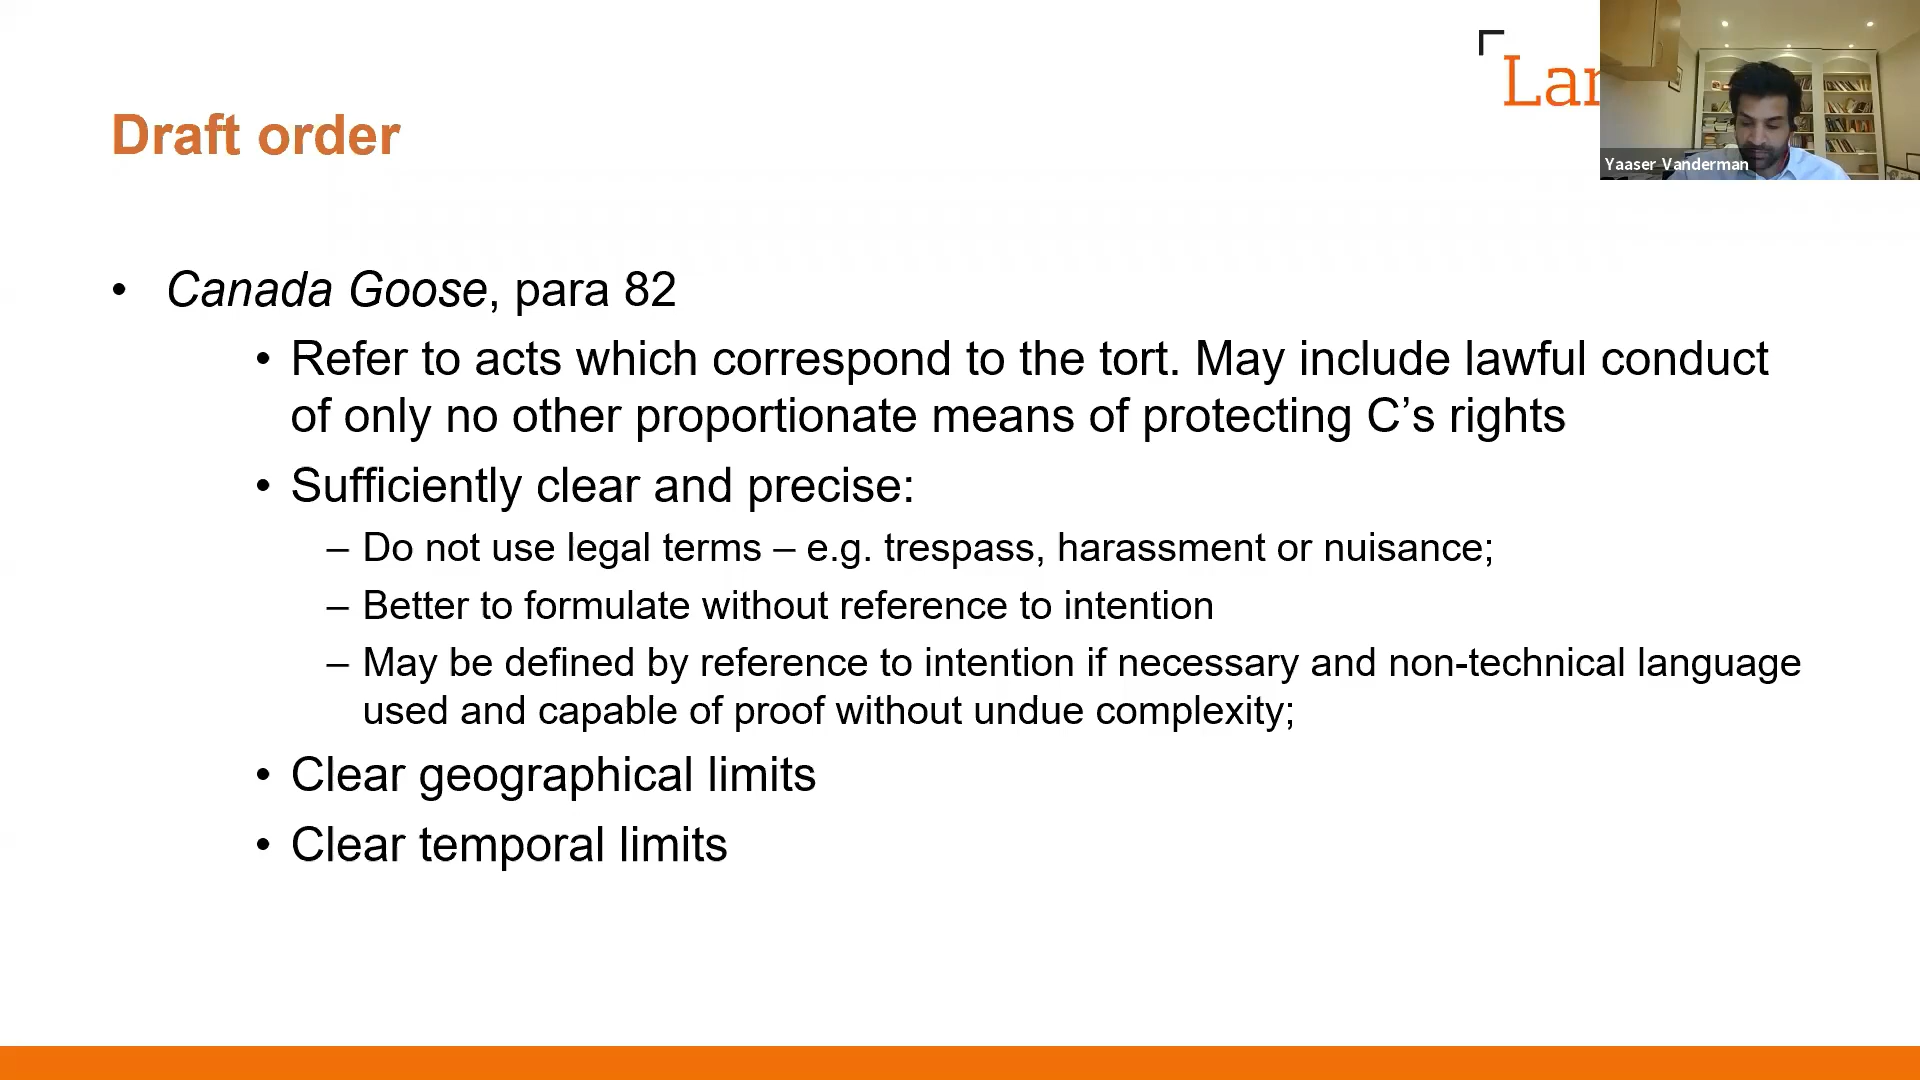 Lar
Yaaser Vanderman
Draft order
• Canada Goose, para 82
• Refer to acts which correspond to the tort. May include lawful conduct
of only no other proportionate means of protecting C’s rights
• Sufficiently clear and precise:
– Do not use legal terms – e.g. trespass, harassment or nuisance;
– Better to formulate without reference to intention
– May be defined by reference to intention if necessary and non-technical language
used and capable of proof without undue complexity;
• Clear geographical limits
• Clear temporal limits